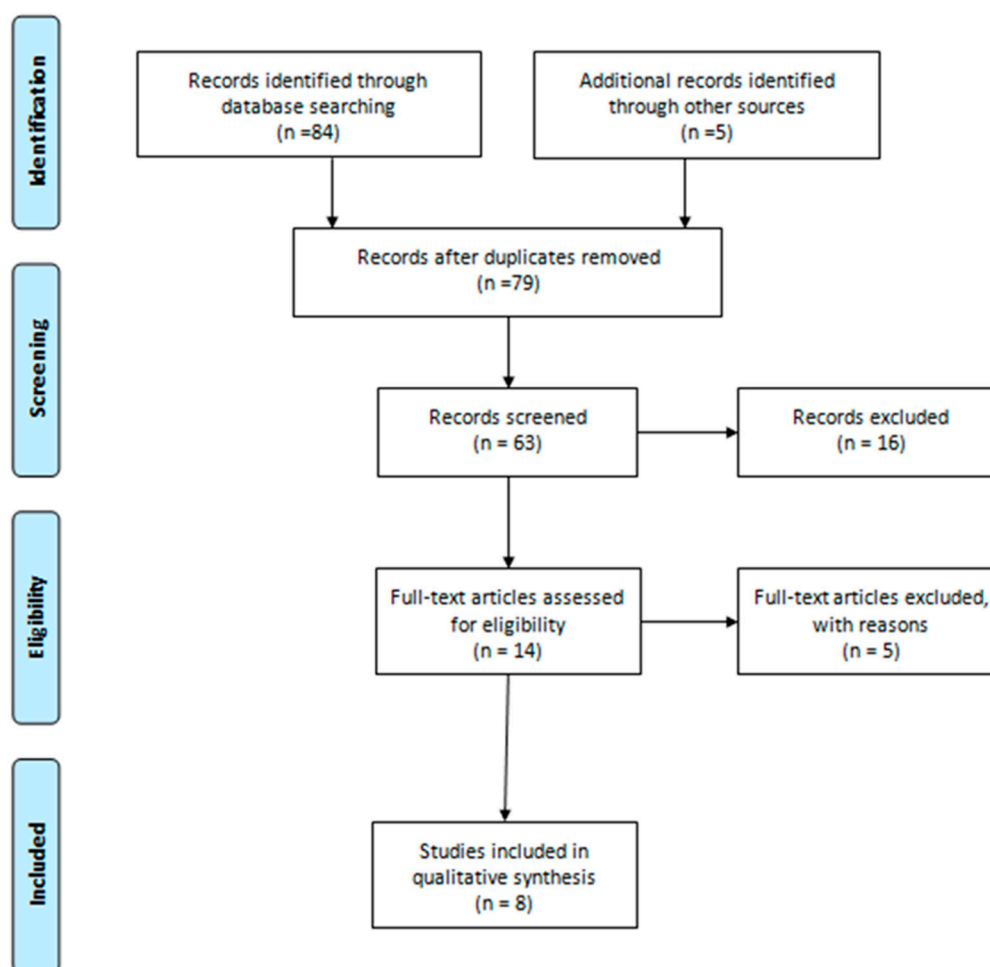 Identification
Records identified through
database searching
(n =84)
Additional records identified
through other sources
(n =5)
Records after duplicates removed
(n =79)
Screening
Records screened
(n = 63)
Records excluded
(n = 16)
Eligibility
Full-text articles assessed
for eligibility
(n = 14)
Full-text articles excluded,
with reasons
(n = 5)
Included
Studies included in
qualitative synthesis
(n = 8)